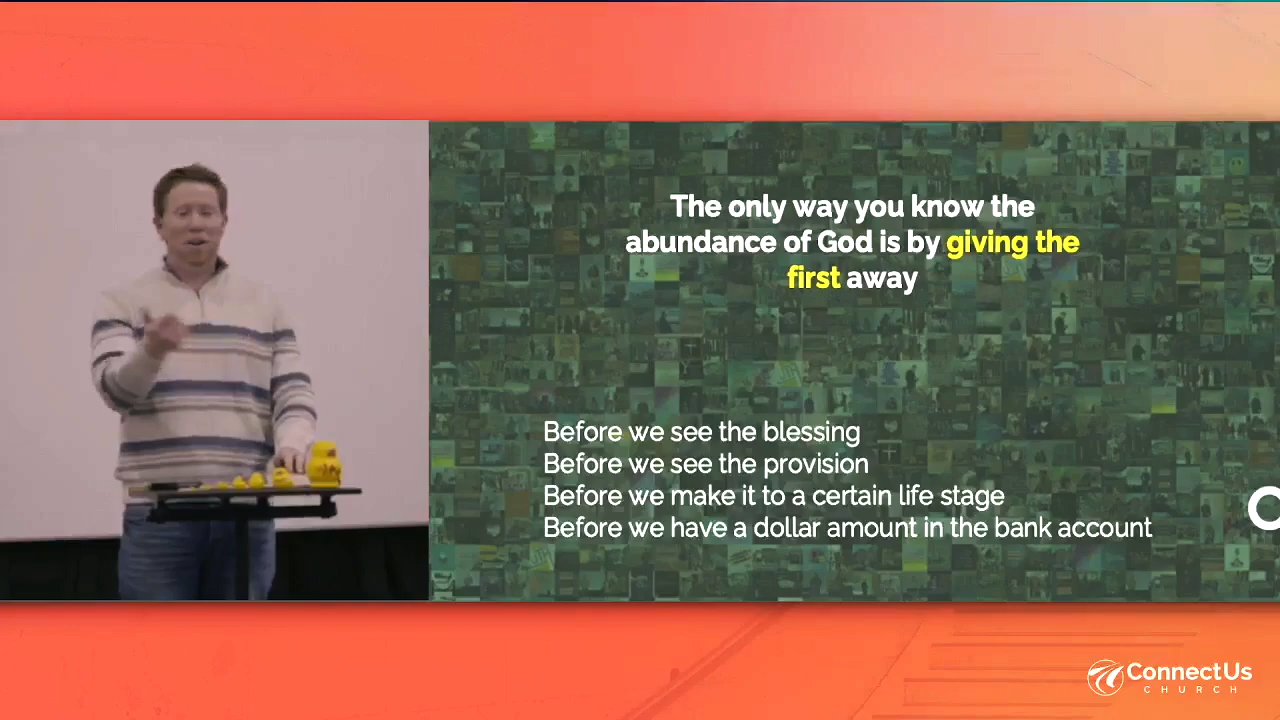 The only way you know the
abundance of God is by giving the
first away
Before we see the blessing
Before we see the provision
Before we make it to a certain life stage
Before we have a dollar amount in the bank account
ConnectUs
CHURCH